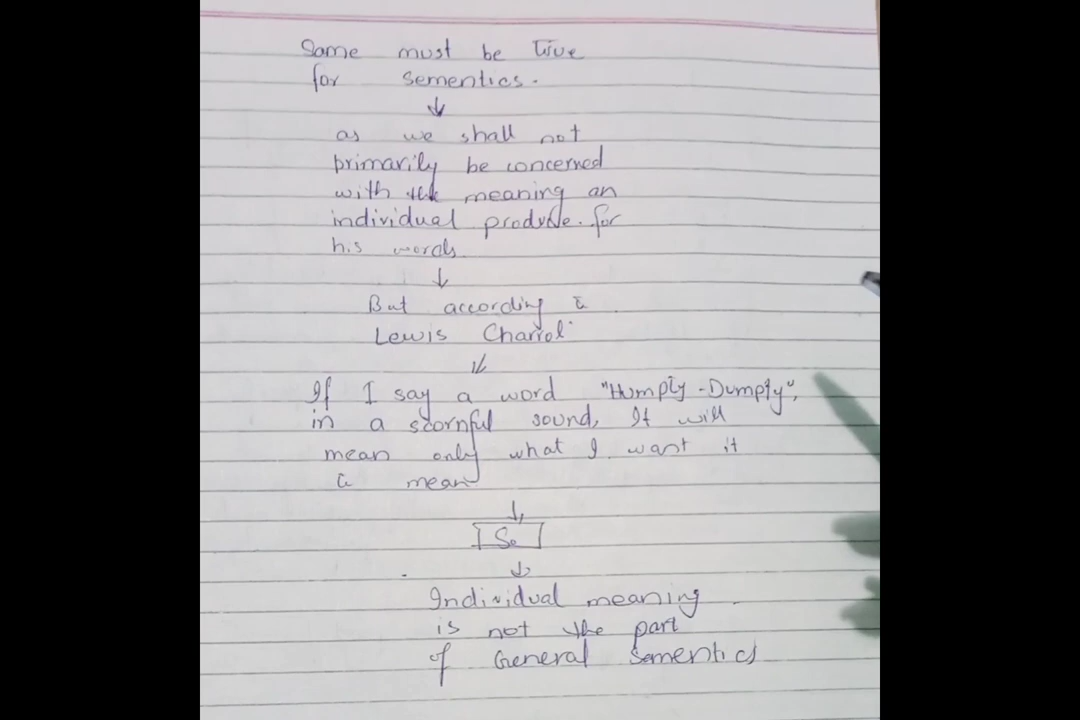 Same must be true
for sementics.
↓
as we shall not
primarily be concerned
with the meaning an
individual produce for
his words
↓
But according to
Lewis Charrol
↓
If I say a word "Humpty-Dumpty",
in a scornful sound, It will
mean only what I want it
to mean
↓
So
↓
Individual meaning
is not the part
of General Sementics